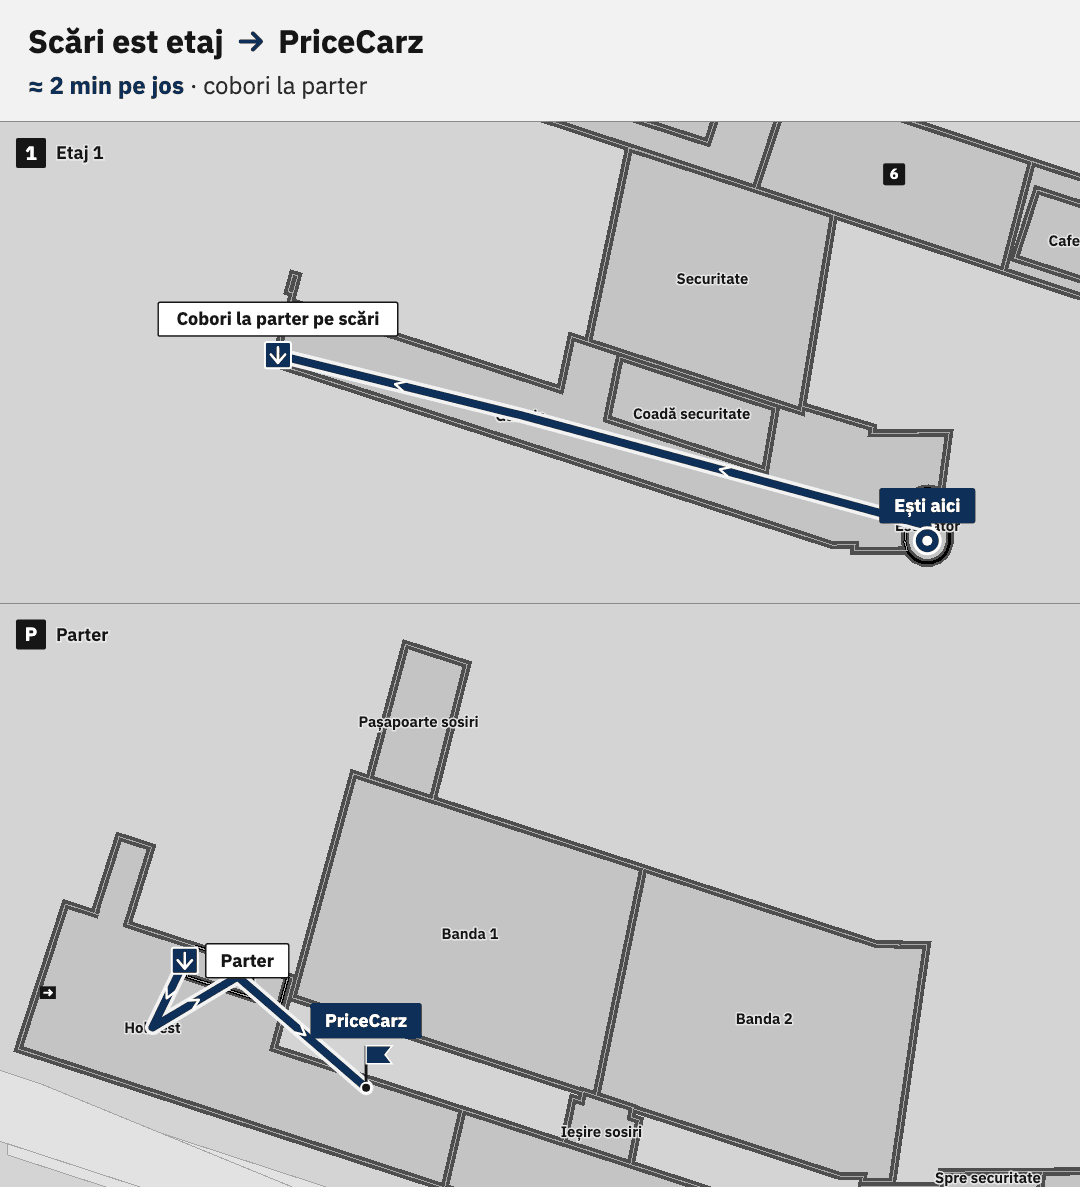 Scări est etaj → PriceCarz
≈ 2 min pe jos · cobori la parter
1 Etaj 1
6
Cafe
Securitate
Cobori la parter pe scări
Coadă securitate
Ești aici
P Parter
Pașapoarte sosiri
Banda 1
Parter
PriceCarz
Banda 2
Ieșire sosiri
Spre securitate